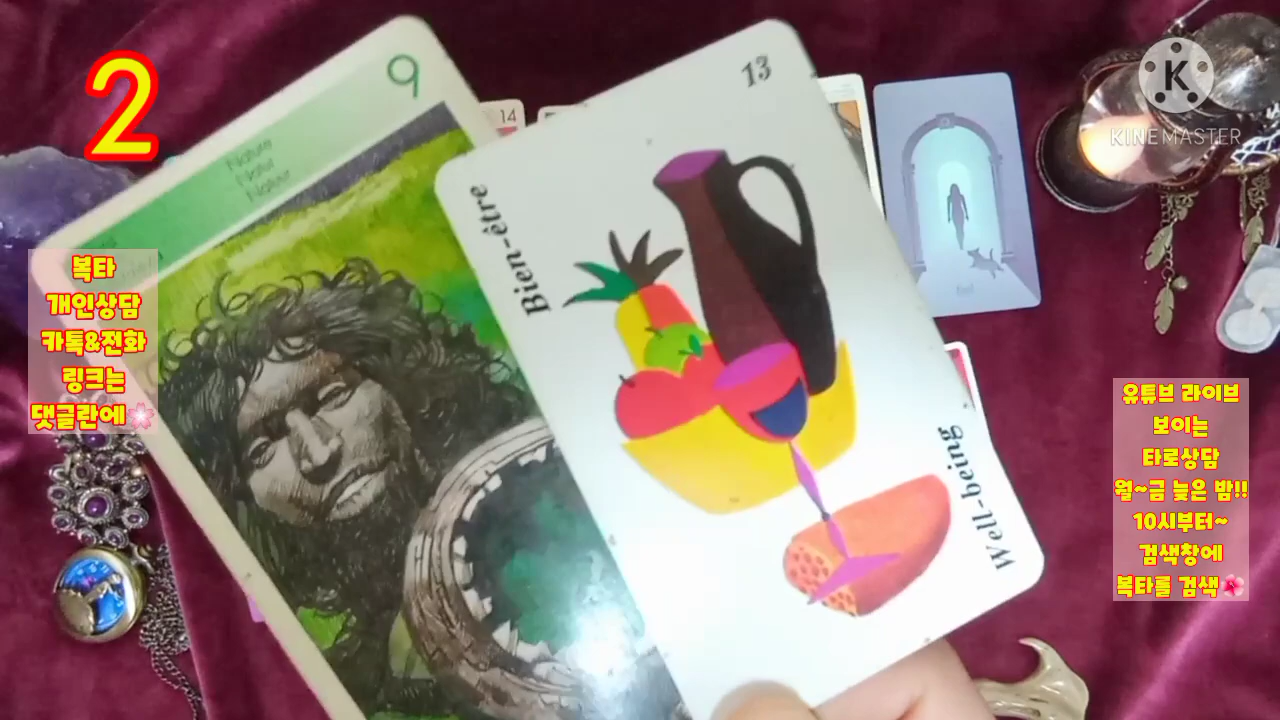 2
9
Nature
Natur
Natuur
14
13
Bien-être
Well-being
K
KINEMASTER
복타
개인상담
카톡&전화
링크는
댓글란에🌸
유튜브 라이브
보이는
타로상담
월~금 늦은 밤!!
10시부터~
검색창에
복타를 검색🌺